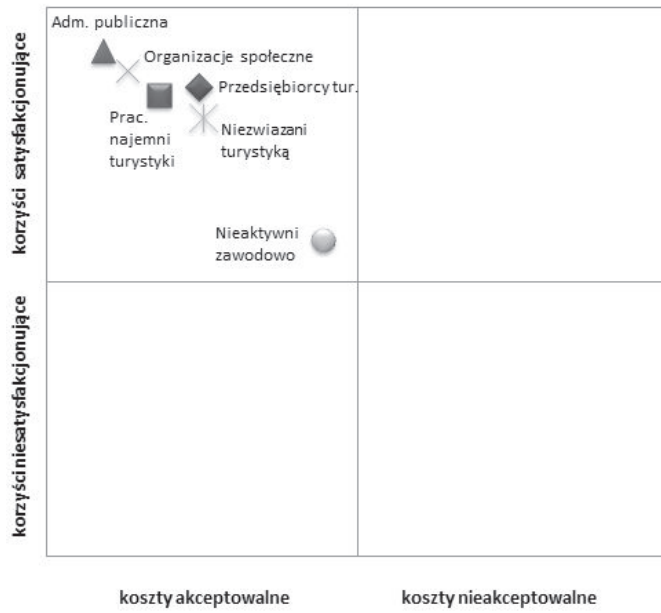 Adm. publiczna
Organizacje społeczne
Przedsiębiorcy tur.
Prac.
najemni
turystyki
Niezwiazani
turystyką
Nieaktywni
zawodowo
korzyści satysfakcjonujące
korzyści niesatysfakcjonujące
koszty akceptowalne
koszty nieakceptowalne